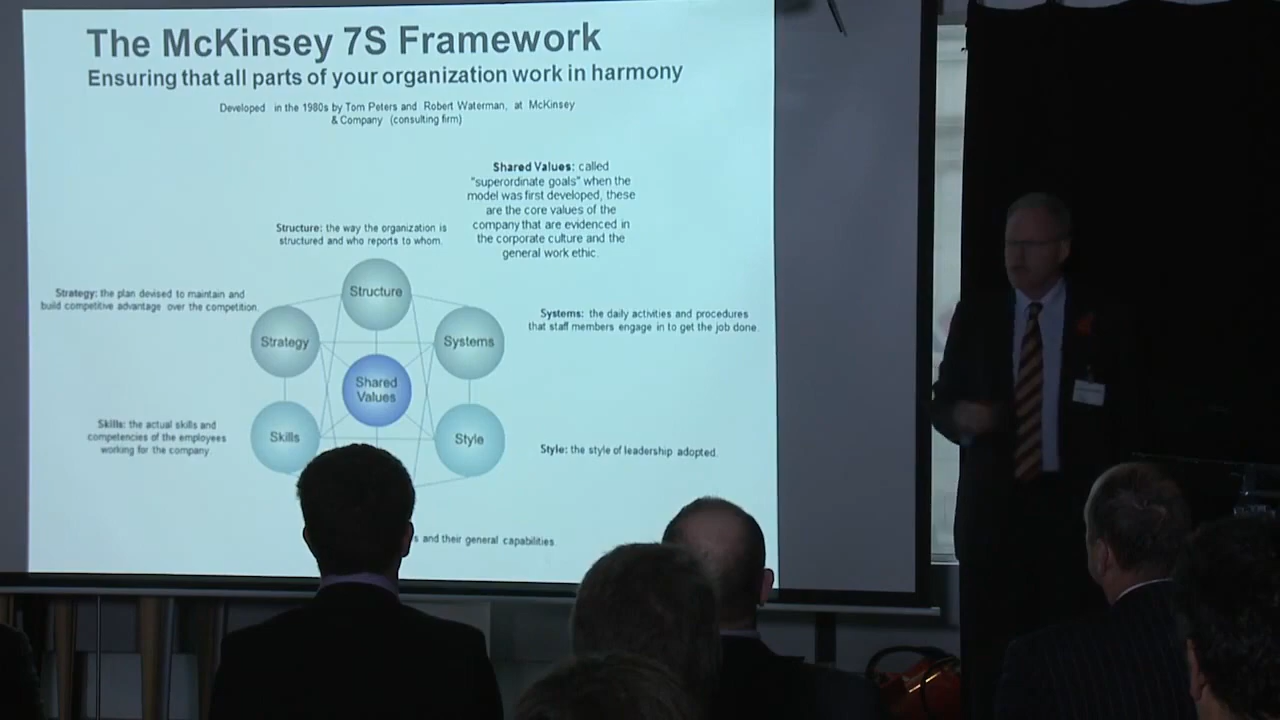 The McKinsey 7S Framework
Ensuring that all parts of your organization work in harmony
Developed in the 1980s by Tom Peters and Robert Waterman, at McKinsey
& Company (consulting firm)
Shared Values: called
"superordinate goals" when the
model was first developed, these
are the core values of the
company that are evidenced in
the corporate culture and the
general work ethic.
Structure: the way the organization is
structured and who reports to whom.
Strategy: the plan devised to maintain and
build competitive advantage over the competition.
Systems: the daily activities and procedures
that staff members engage in to get the job done.
Structure
Strategy
Systems
Shared
Values
Skills
Style
Skills: the actual skills and
competencies of the employees
working for the company.
Style: the style of leadership adopted.
and their general capabilities.